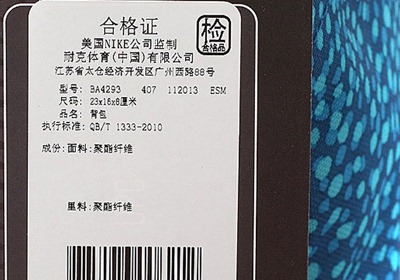 合格证
检
合格品
美国NIKE公司监制
耐克体育(中国)有限公司
江苏省太仓经济开发区广州西路88号
型号: BA4293 407 112013 ESM
尺码: 23x16x8厘米
品名: 背包
执行标准: QB/T 1333-2010
成份: 面料: 聚酯纤维
里料: 聚酯纤维